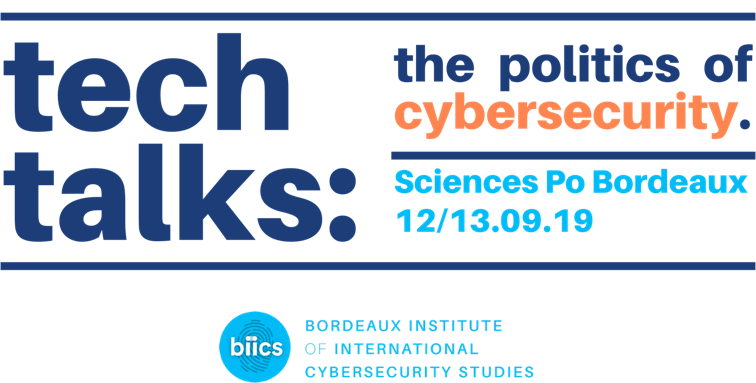 tech
talks:
the politics of
cybersecurity.
Sciences Po Bordeaux
12/13.09.19
biics
BORDEAUX INSTITUTE
OF INTERNATIONAL
CYBERSECURITY STUDIES